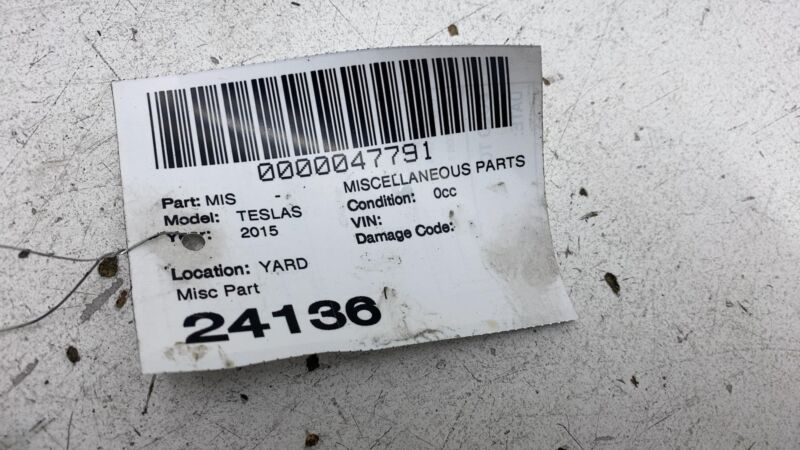 0000047791
Part: MIS - MISCELLANEOUS PARTS
Model: TESLAS Condition: 0cc
Year: 2015 VIN:
Damage Code:
Location: YARD
Misc Part
24136